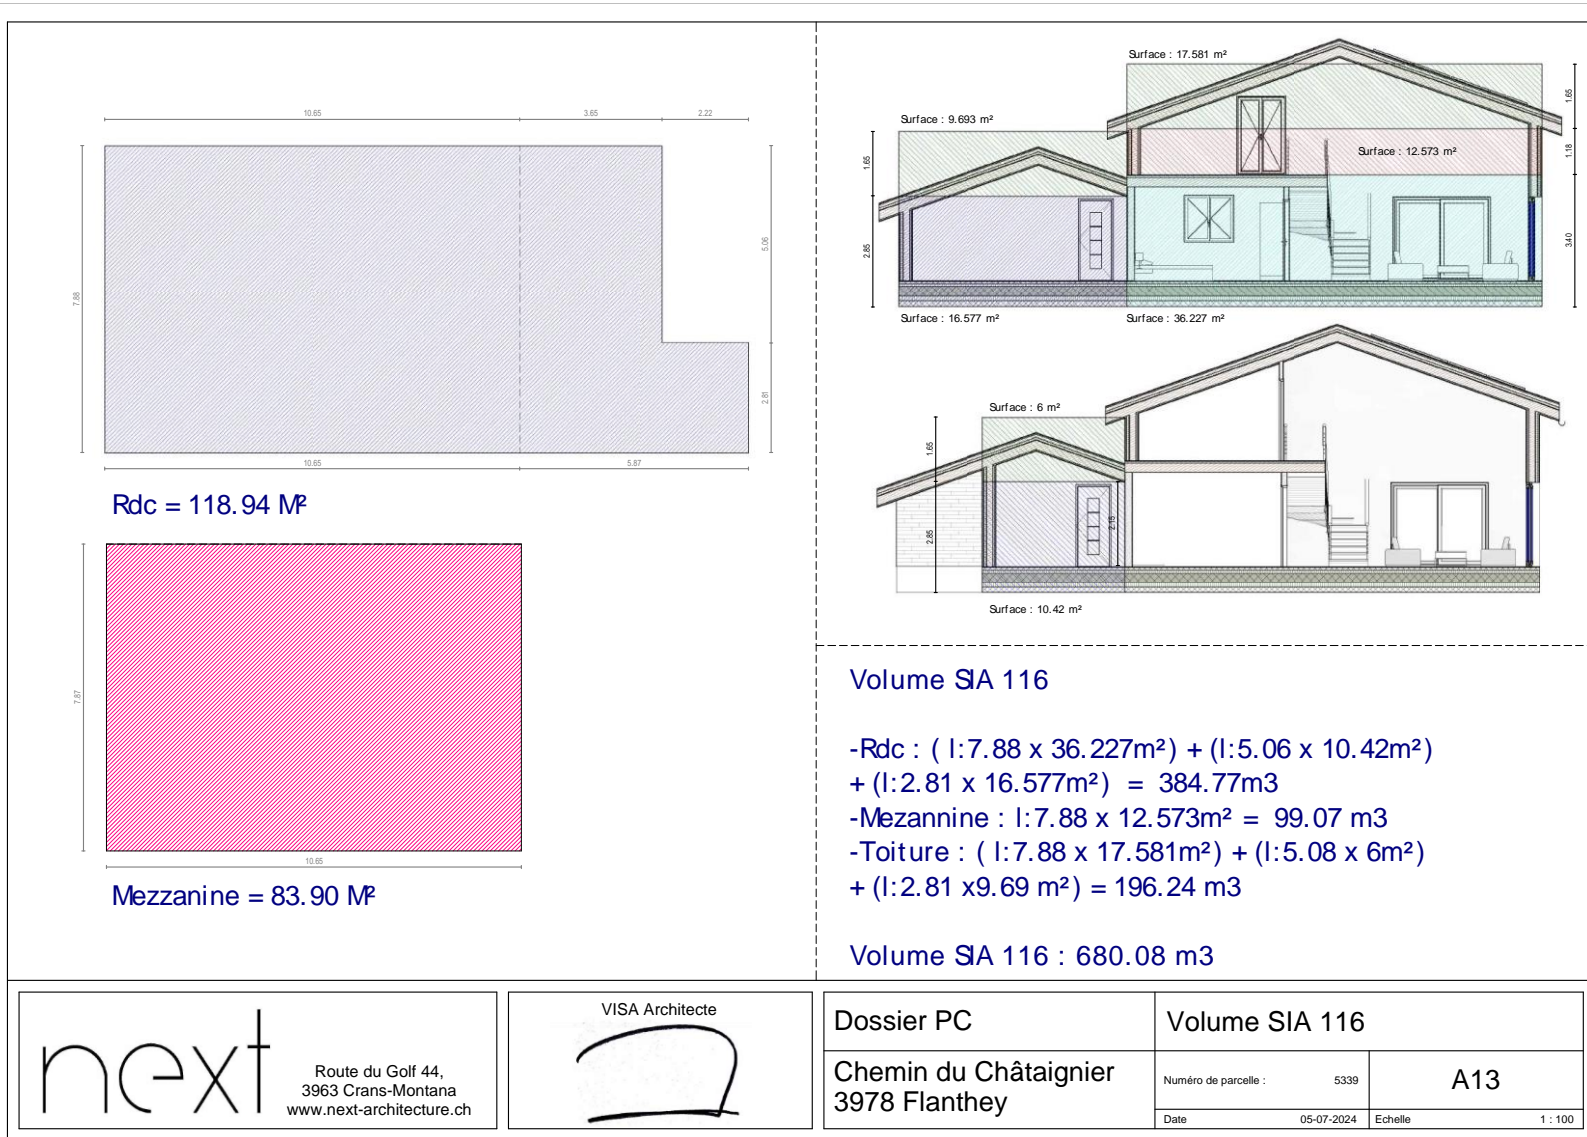 10.65
3.65
2.22
7.88
5.06
2.81
10.65
5.87
Rdc = 118.94 M²
7.87
10.65
Mezzanine = 83.90 M²
Surface : 17.581 m²
Surface : 9.693 m²
Surface : 12.573 m²
1.65
1.65
1.18
2.85
3.40
Surface : 16.577 m²
Surface : 36.227 m²
Surface : 6 m²
1.65
2.85
2.15
Surface : 10.42 m²
Volume SIA 116
-Rdc : ( l:7.88 x 36.227m²) + (l:5.06 x 10.42m²)
+ (l:2.81 x 16.577m²) = 384.77m3
-Mezannine : l:7.88 x 12.573m² = 99.07 m3
-Toiture : ( l:7.88 x 17.581m²) + (l:5.08 x 6m²)
+ (l:2.81 x9.69 m²) = 196.24 m3
Volume SIA 116 : 680.08 m3
next
Route du Golf 44,
3963 Crans-Montana
www.next-architecture.ch
VISA Architecte
Dossier PC
Volume SIA 116
Chemin du Châtaignier
3978 Flanthey
Numéro de parcelle : 5339
A13
Date 05-07-2024
Echelle 1 : 100